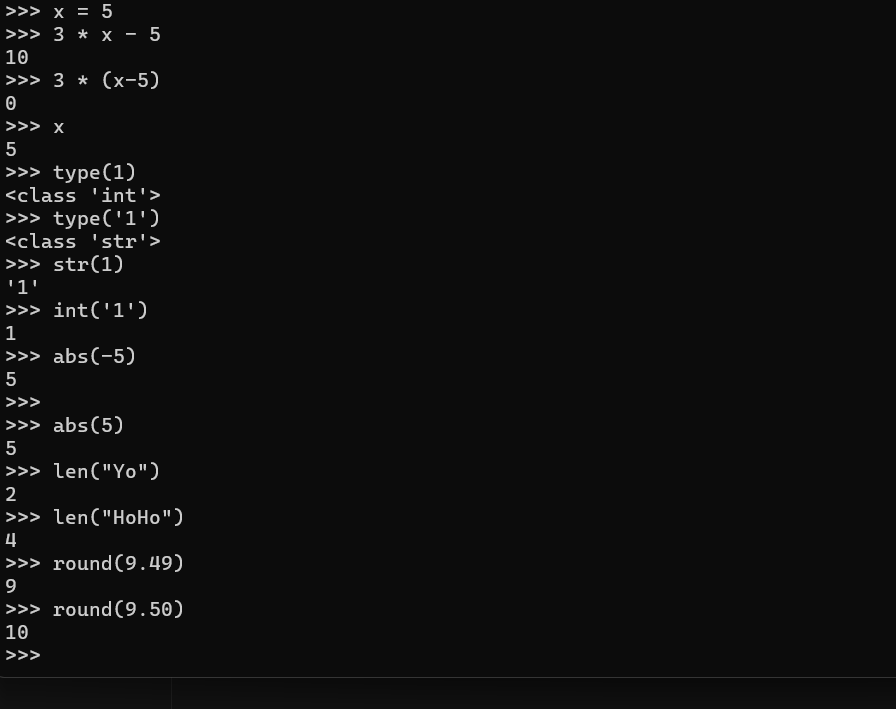 >>> x = 5
>>> 3 * x - 5
10
>>> 3 * (x-5)
0
>>> x
5
>>> type(1)
<class 'int'>
>>> type('1')
<class 'str'>
>>> str(1)
'1'
>>> int('1')
1
>>> abs(-5)
5
>>>
>>> abs(5)
5
>>> len("Yo")
2
>>> len("HoHo")
4
>>> round(9.49)
9
>>> round(9.50)
10
>>>